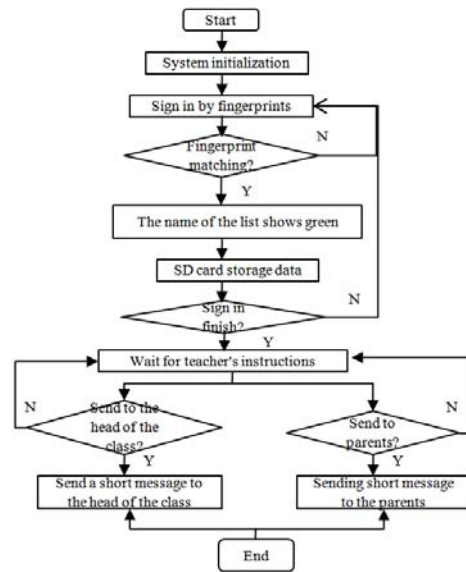 Start
System initialization
Sign in by fingerprints
N
Fingerprint
matching?
Y
The name of the list shows green
SD card storage data
N
Sign in
finish?
Y
Wait for teacher's instructions
N
Send to the
head of the
class?
Y
Send to
parents?
N
Y
Send a short message to
the head of the class
Sending short message
to the parents
End